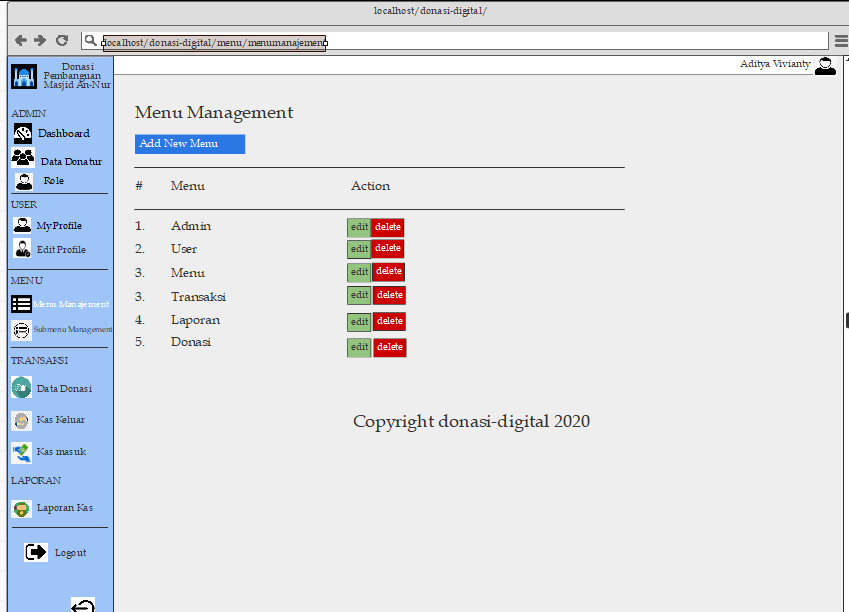 localhost/donasi-digital/
localhost/donasi-digital/menu/menumanajemen
Donasi
Pembanguan
Masjid An-Nur
Aditya Vivianty
ADMIN
Dashboard
Data Donatur
Role
USER
My Profile
Edit Profile
MENU
Menu Manajement
Submenu Management
TRANSAKSI
Data Donasi
Kas Keluar
Kas masuk
LAPORAN
Laporan Kas
Logout
Menu Management
Add New Menu
# Menu Action
1. Admin edit delete
2. User edit delete
3. Menu edit delete
3. Transaksi edit delete
4. Laporan edit delete
5. Donasi edit delete
Copyright donasi-digital 2020